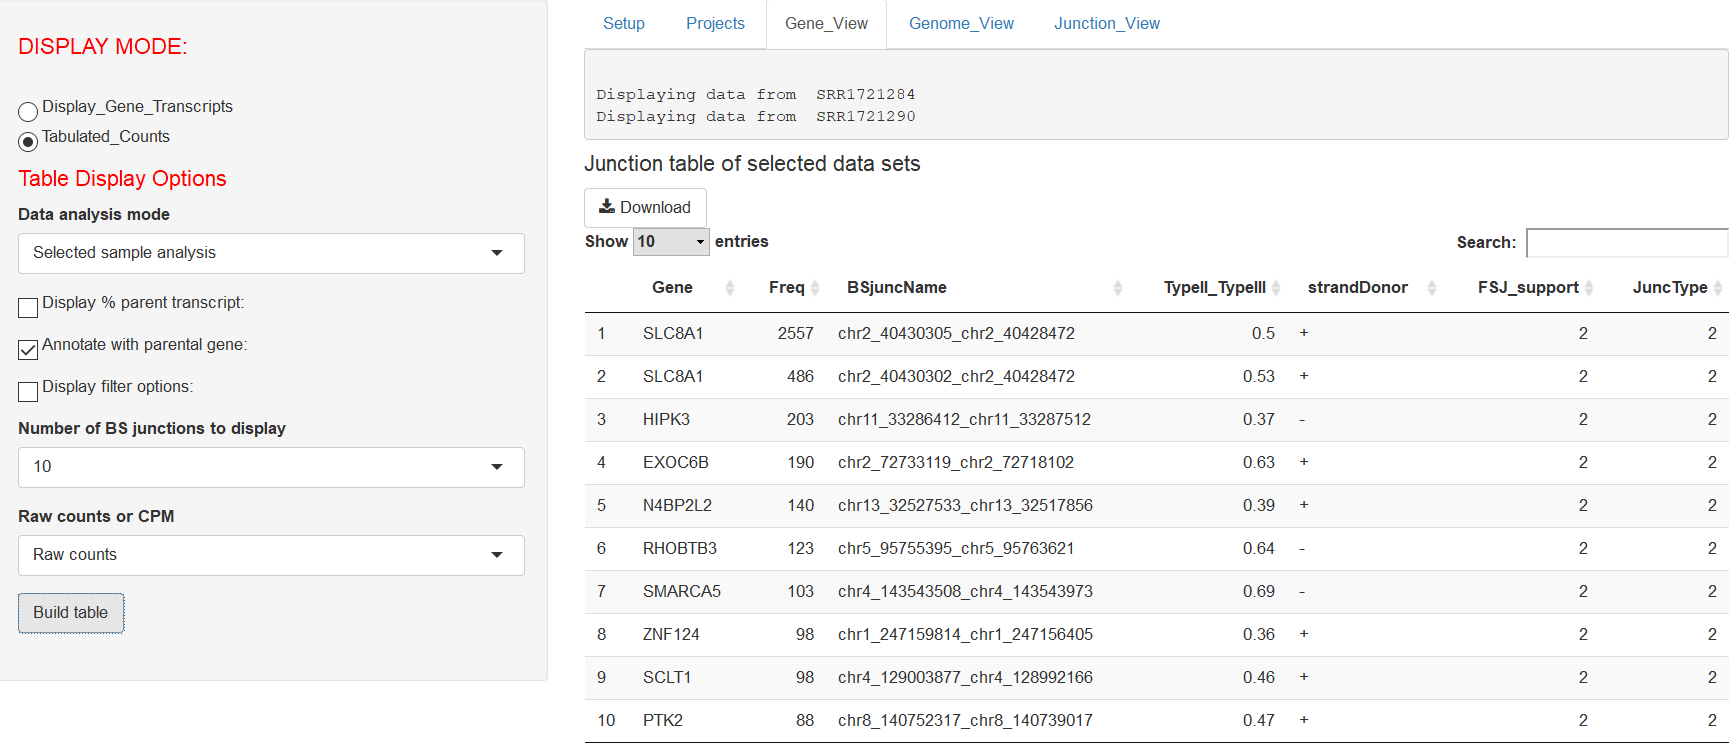 DISPLAY MODE:
Display_Gene_Transcripts
Tabulated_Counts
Table Display Options
Data analysis mode
Selected sample analysis
Display % parent transcript:
Annotate with parental gene:
Display filter options:
Number of BS junctions to display
10
Raw counts or CPM
Raw counts
Build table
Setup Projects Gene_View Genome_View Junction_View
Displaying data from SRR1721284
Displaying data from SRR1721290
Junction table of selected data sets
Download
Show 10 entries Search:
Gene Freq BSjuncName TypeII_TypeIII strandDonor FSJ_support JuncType
1 SLC8A1 2557 chr2_40430305_chr2_40428472 0.5 + 2 2
2 SLC8A1 486 chr2_40430302_chr2_40428472 0.53 + 2 2
3 HIPK3 203 chr11_33286412_chr11_33287512 0.37 - 2 2
4 EXOC6B 190 chr2_72733119_chr2_72718102 0.63 + 2 2
5 N4BP2L2 140 chr13_32527533_chr13_32517856 0.39 + 2 2
6 RHOBTB3 123 chr5_95755395_chr5_95763621 0.64 - 2 2
7 SMARCA5 103 chr4_143543508_chr4_143543973 0.69 - 2 2
8 ZNF124 98 chr1_247159814_chr1_247156405 0.36 + 2 2
9 SCLT1 98 chr4_129003877_chr4_128992166 0.46 + 2 2
10 PTK2 88 chr8_140752317_chr8_140739017 0.47 + 2 2